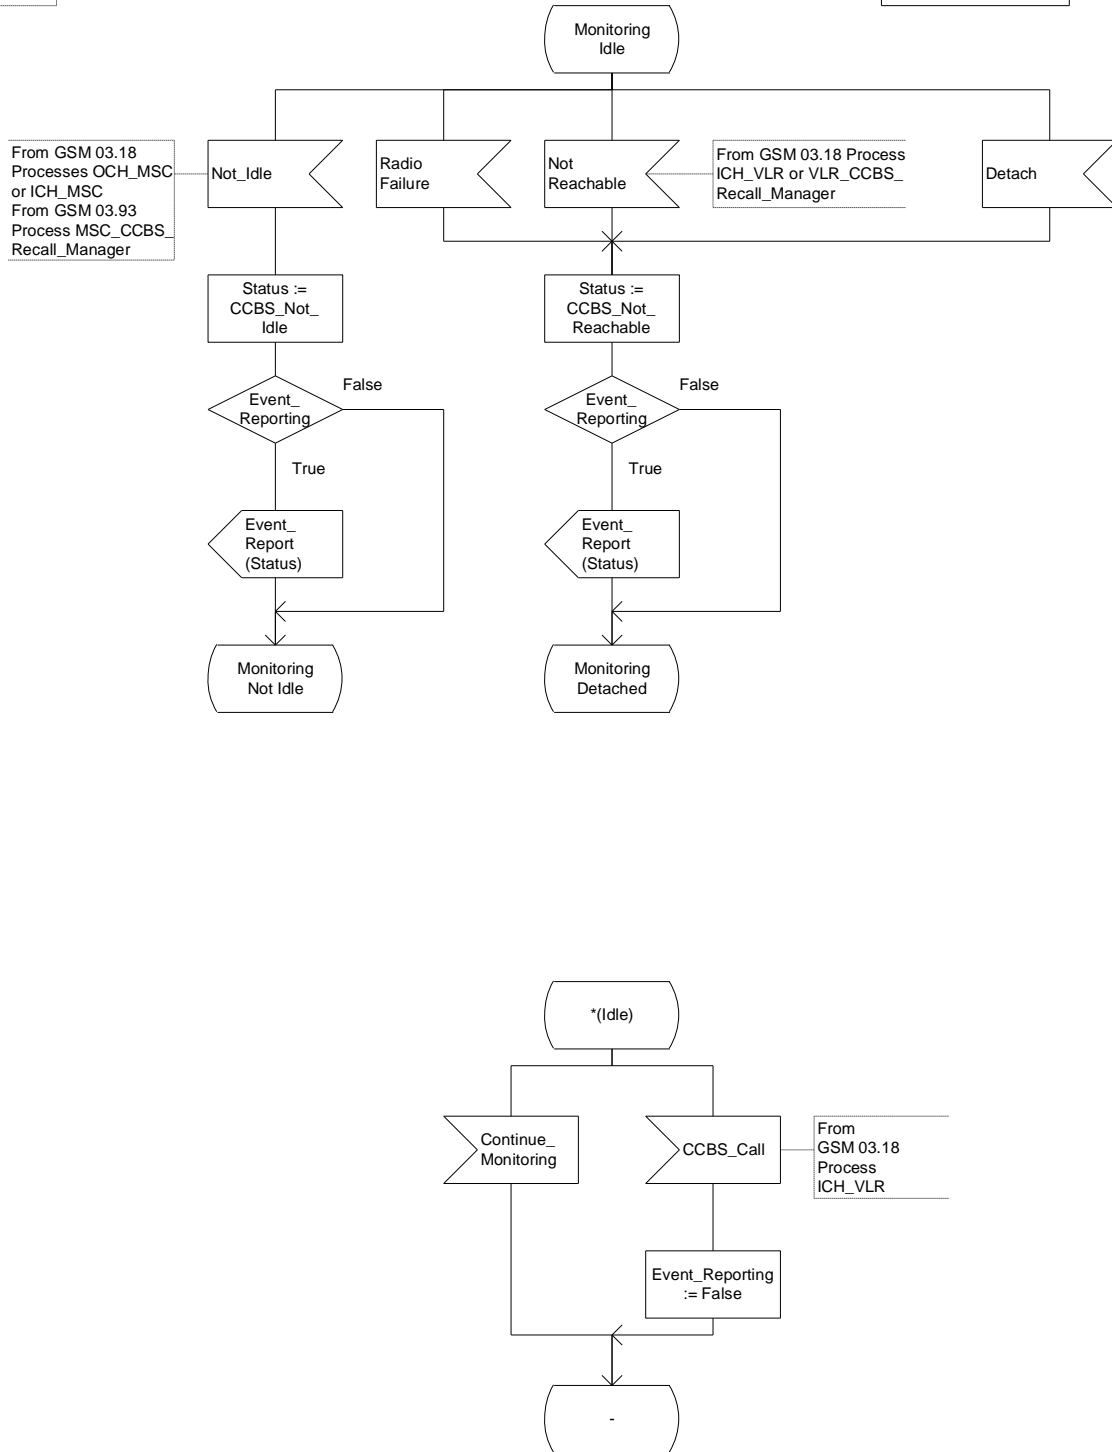 Monitoring
Idle
From GSM 03.18
Processes OCH_MSC
or ICH_MSC
From GSM 03.93
Process MSC_CCBS_
Recall_Manager
Not_Idle
Radio
Failure
Not
Reachable
From GSM 03.18 Process
ICH_VLR or VLR_CCBS_
Recall_Manager
Detach
Status :=
CCBS_Not_
Idle
Status :=
CCBS_Not_
Reachable
Event_
Reporting
False
True
Event_
Reporting
False
True
Event_
Report
(Status)
Event_
Report
(Status)
Monitoring
Not Idle
Monitoring
Detached
*(Idle)
Continue_
Monitoring
CCBS_Call
From
GSM 03.18
Process
ICH_VLR
Event_Reporting
:= False
-